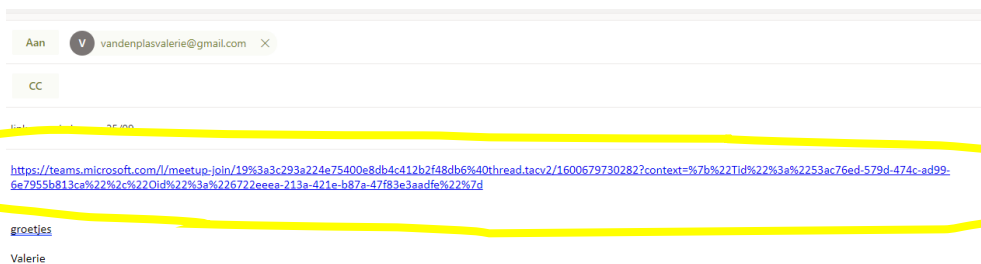 Aan V vandenplasvalerie@gmail.com ×
CC
25/09
https://teams.microsoft.com/l/meetup-join/19%3a3c293a224e75400e8db4c412b2f48db6%40thread.tacv2/1600679730282?context=%7b%22Tid%22%3a%2253ac76ed-579d-474c-ad99-
6e7955b813ca%22%2c%22Oid%22%3a%226722eeea-213a-421e-b87a-47f83e3aadfe%22%7d
groetjes
Valerie